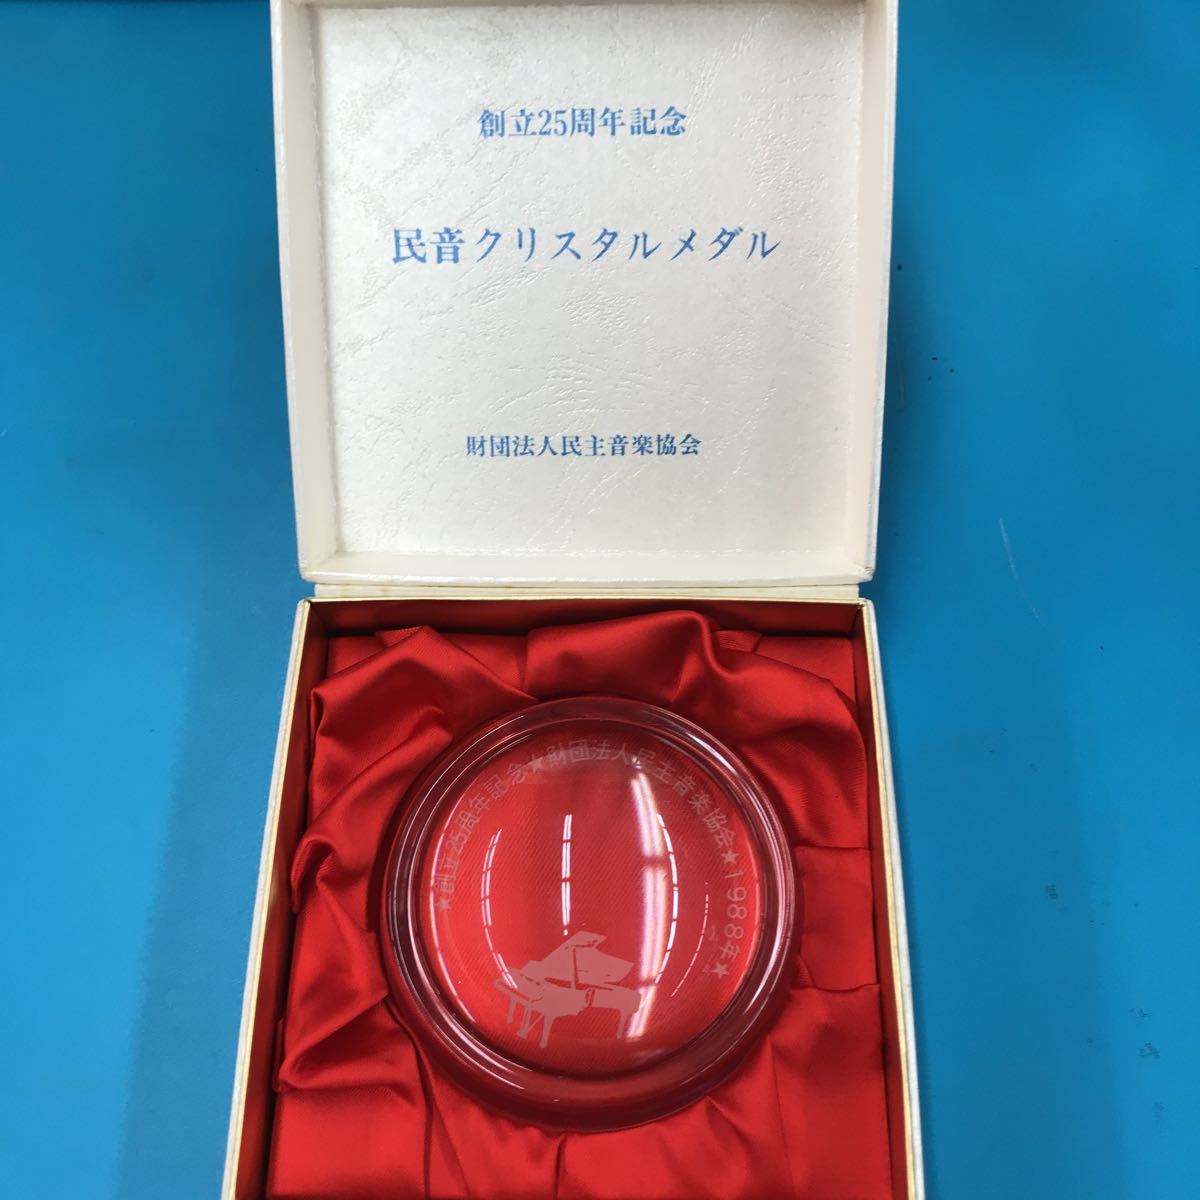 創立25周年記念
民音クリスタルメダル
財団法人民主音楽協会
★創立25周年記念★財団法人民主音楽協会★1988年★